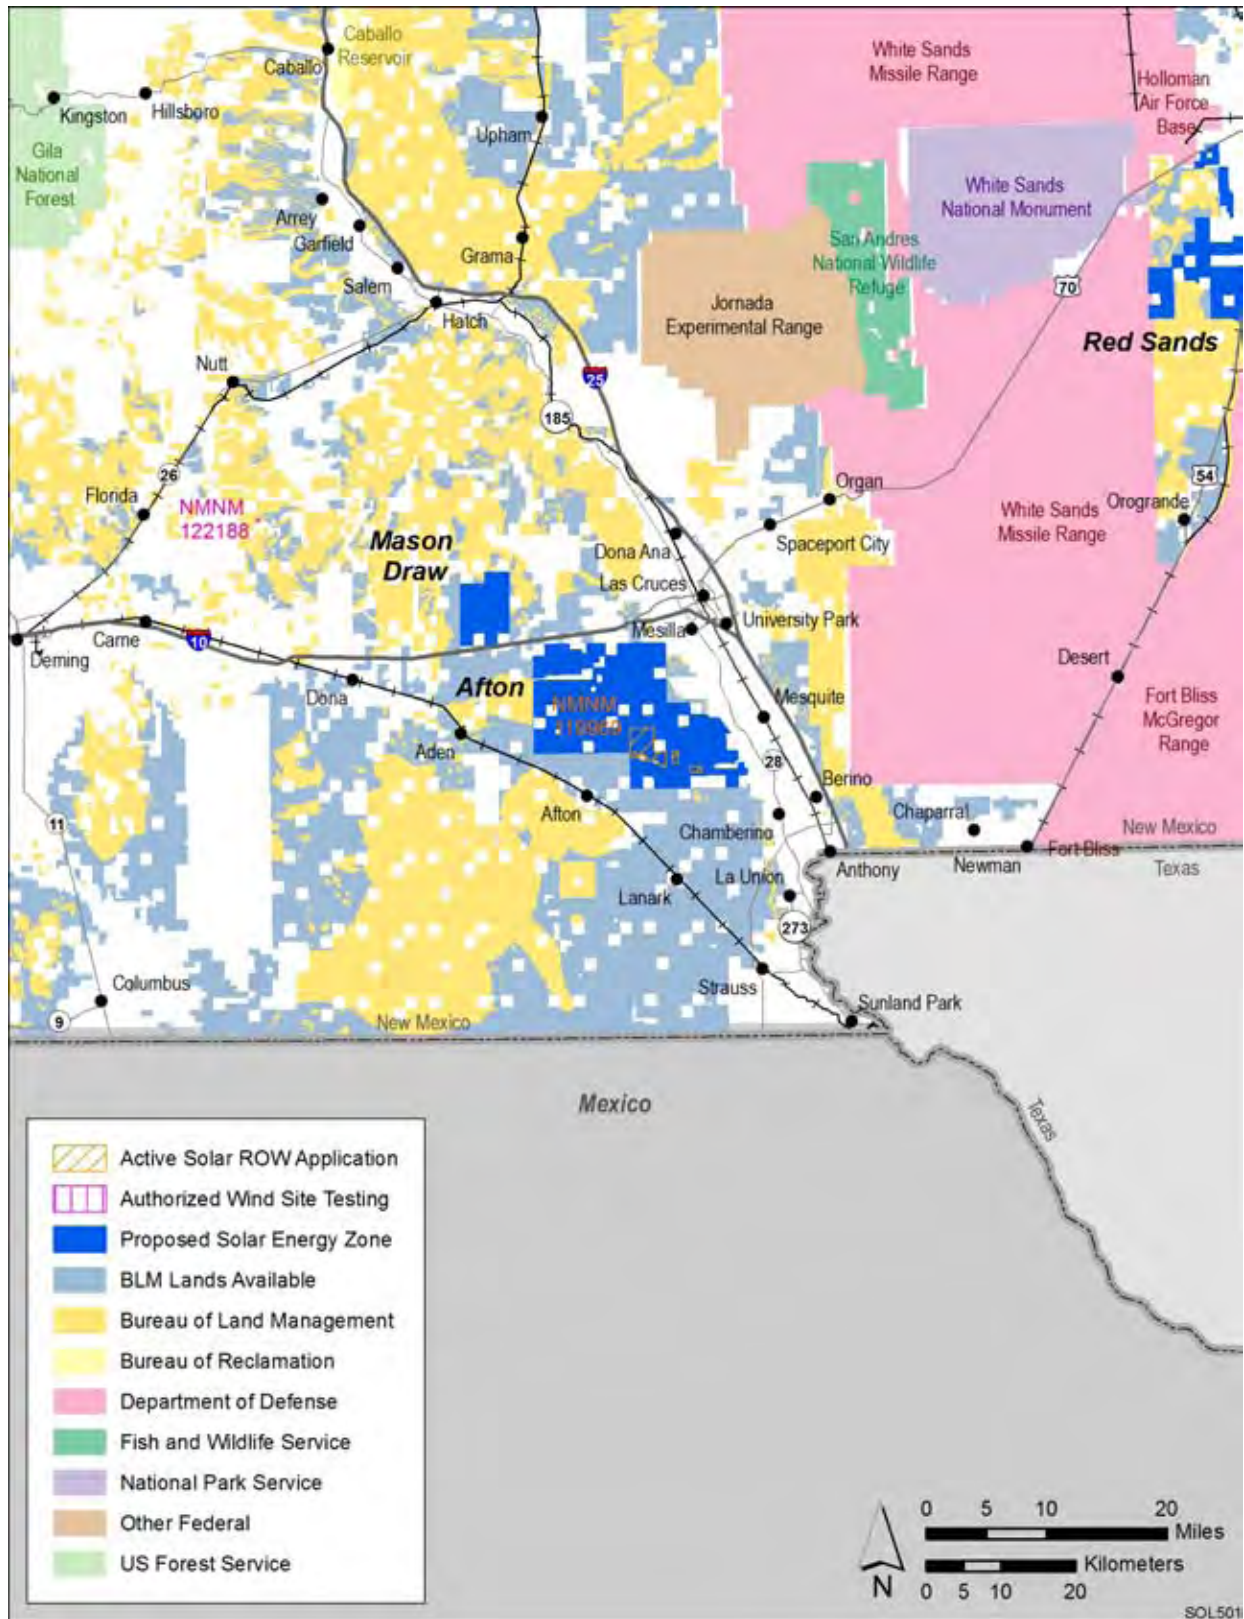 Caballo
Reservoir
Caballo
Kingston
Hillsboro
Gila
National
Forest
Upham
Arrey
Garfield
Salem
Grama
Hatch
Nutt
White Sands
Missile Range
Holloman
Air Force
Base
White Sands
National Monument
San Andres
National Wildlife
Refuge
Jornada
Experimental Range
70
Red Sands
25
185
26
Florida
NMNM
122188
Mason
Draw
Organ
Spaceport City
Dona Ana
Las Cruces
White Sands
Missile Range
54
Orogrande
Deming
Carne
10
Mesilla
University Park
Dona
Afton
NMNM
119969
Mesquite
Desert
Fort Bliss
McGregor
Range
Aden
28
Berino
Afton
Chamberino
Chaparral
New Mexico
11
Lanark
La Union
Anthony
Newman
Fort Bliss
Texas
273
Columbus
9
Strauss
Sunland Park
New Mexico
Mexico
Texas
Active Solar ROW Application
Authorized Wind Site Testing
Proposed Solar Energy Zone
BLM Lands Available
Bureau of Land Management
Bureau of Reclamation
Department of Defense
Fish and Wildlife Service
National Park Service
Other Federal
US Forest Service
N
0 5 10 20
Miles
Kilometers
0 5 10 20